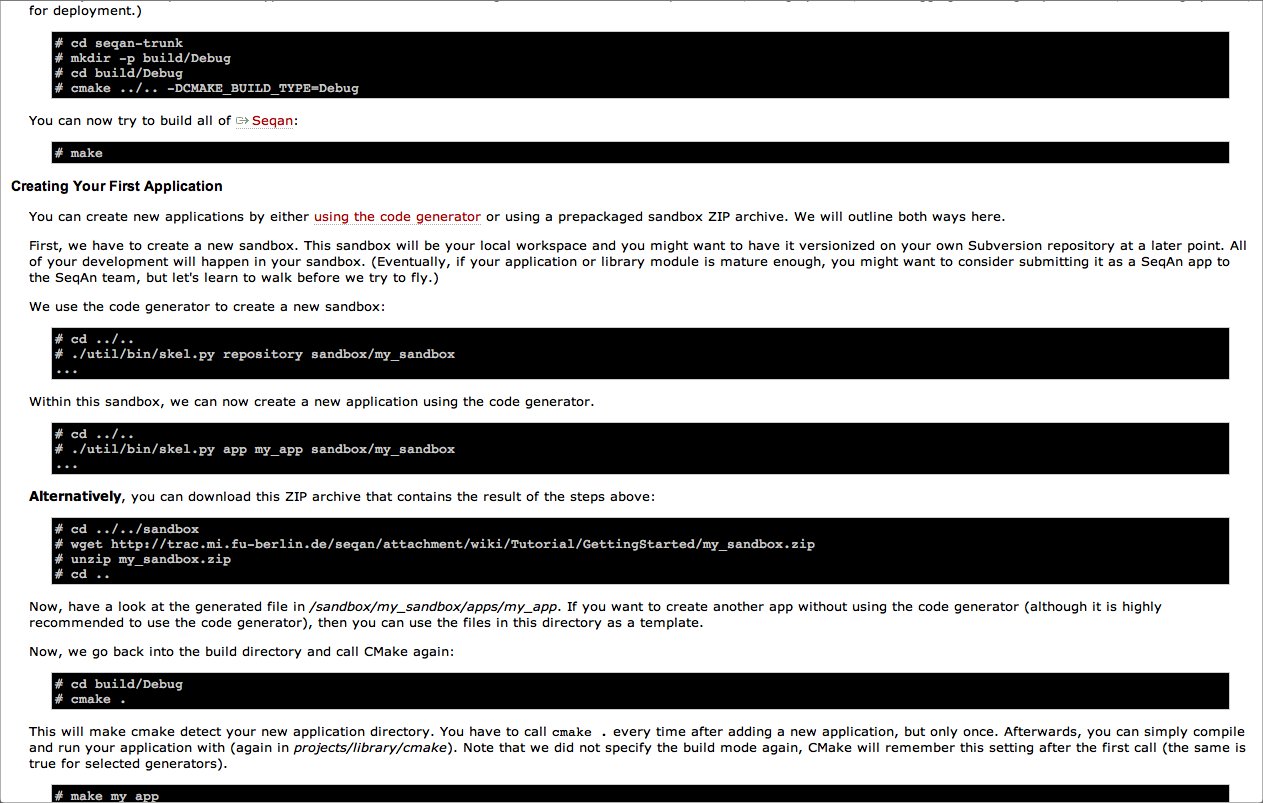 for deployment.)
# cd seqan-trunk
# mkdir -p build/Debug
# cd build/Debug
# cmake ../.. -DCMAKE_BUILD_TYPE=Debug
You can now try to build all of Seqan:
# make
Creating Your First Application
You can create new applications by either using the code generator or using a prepackaged sandbox ZIP archive. We will outline both ways here.
First, we have to create a new sandbox. This sandbox will be your local workspace and you might want to have it versionized on your own Subversion repository at a later point. All
of your development will happen in your sandbox. (Eventually, if your application or library module is mature enough, you might want to consider submitting it as a SeqAn app to
the SeqAn team, but let's learn to walk before we try to fly.)
We use the code generator to create a new sandbox:
# cd ../..
# ./util/bin/skel.py repository sandbox/my_sandbox
...
Within this sandbox, we can now create a new application using the code generator.
# cd ../..
# ./util/bin/skel.py app my_app sandbox/my_sandbox
...
Alternatively, you can download this ZIP archive that contains the result of the steps above:
# cd ../../sandbox
# wget http://trac.mi.fu-berlin.de/seqan/attachment/wiki/Tutorial/GettingStarted/my_sandbox.zip
# unzip my_sandbox.zip
# cd ..
Now, have a look at the generated file in /sandbox/my_sandbox/apps/my_app. If you want to create another app without using the code generator (although it is highly
recommended to use the code generator), then you can use the files in this directory as a template.
Now, we go back into the build directory and call CMake again:
# cd build/Debug
# cmake .
This will make cmake detect your new application directory. You have to call cmake . every time after adding a new application, but only once. Afterwards, you can simply compile
and run your application with (again in projects/library/cmake). Note that we did not specify the build mode again, CMake will remember this setting after the first call (the same is
true for selected generators).
# make my_app